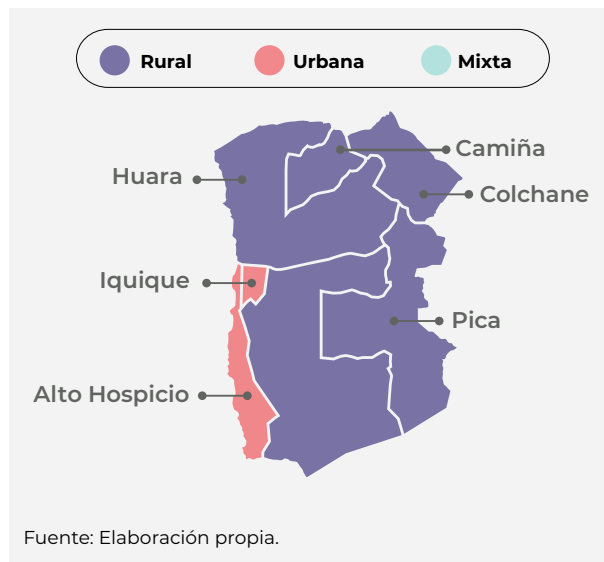 Rural Urbana Mixta
Camiña
Huara
Colchane
Iquique
Pica
Alto Hospicio
Fuente: Elaboración propia.